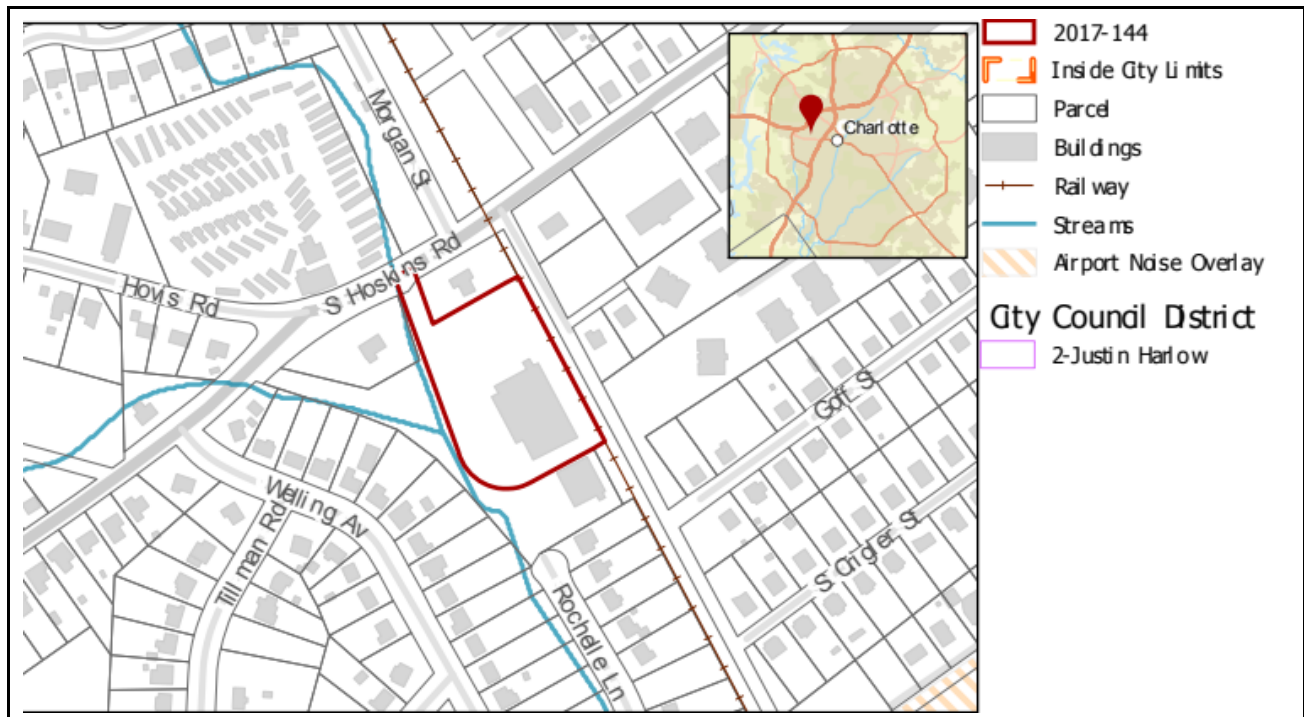 2017-144
Inside City Limits
Parcel
Buildings
Railway
Streams
Airport Noise Overlay
City Council District
2-Justin Harlow
Charlotte
Morgan St
S Hoskins Rd
Hovis Rd
Goff St
Welling Av
Tillman Rd
S Crigler St
Rochelle Ln